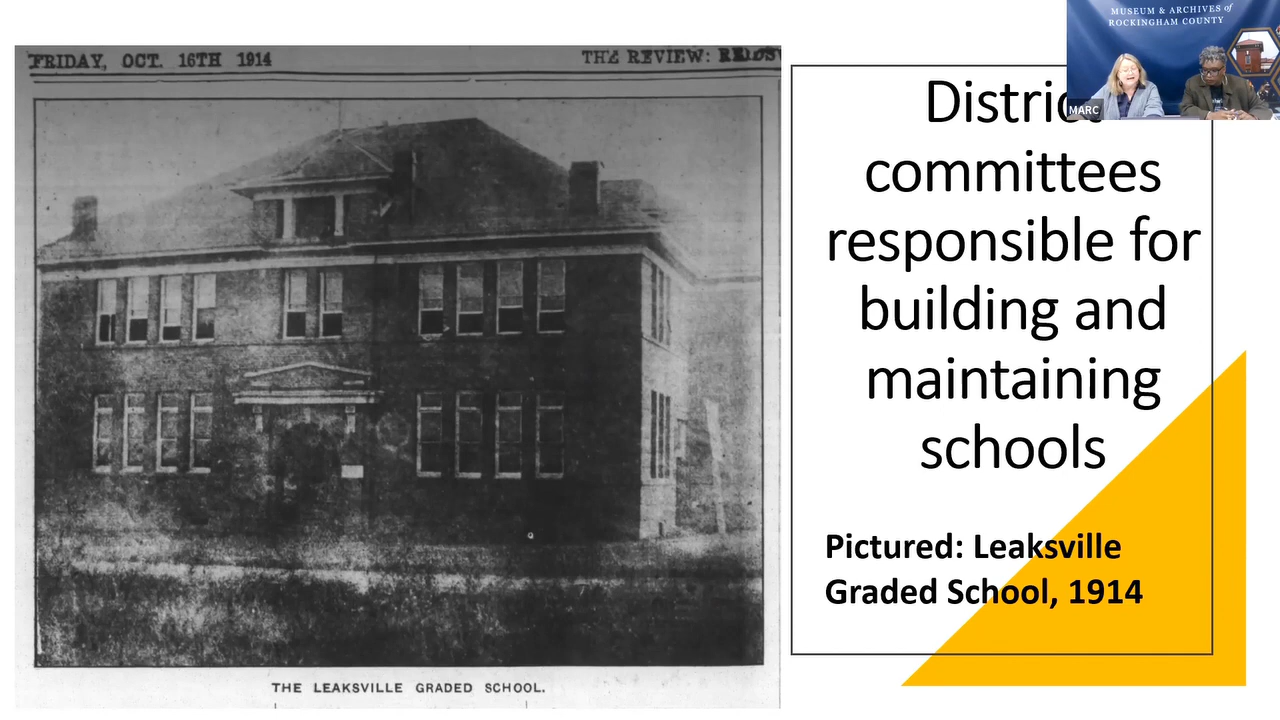 FRIDAY, OCT. 16TH 1914
THE REVIEW:
THE LEAKSVILLE GRADED SCHOOL.
MUSEUM & ARCHIVES of
ROCKINGHAM COUNTY
MARC
committees
responsible for
building and
maintaining
schools
Pictured: Leaksville
Graded School, 1914